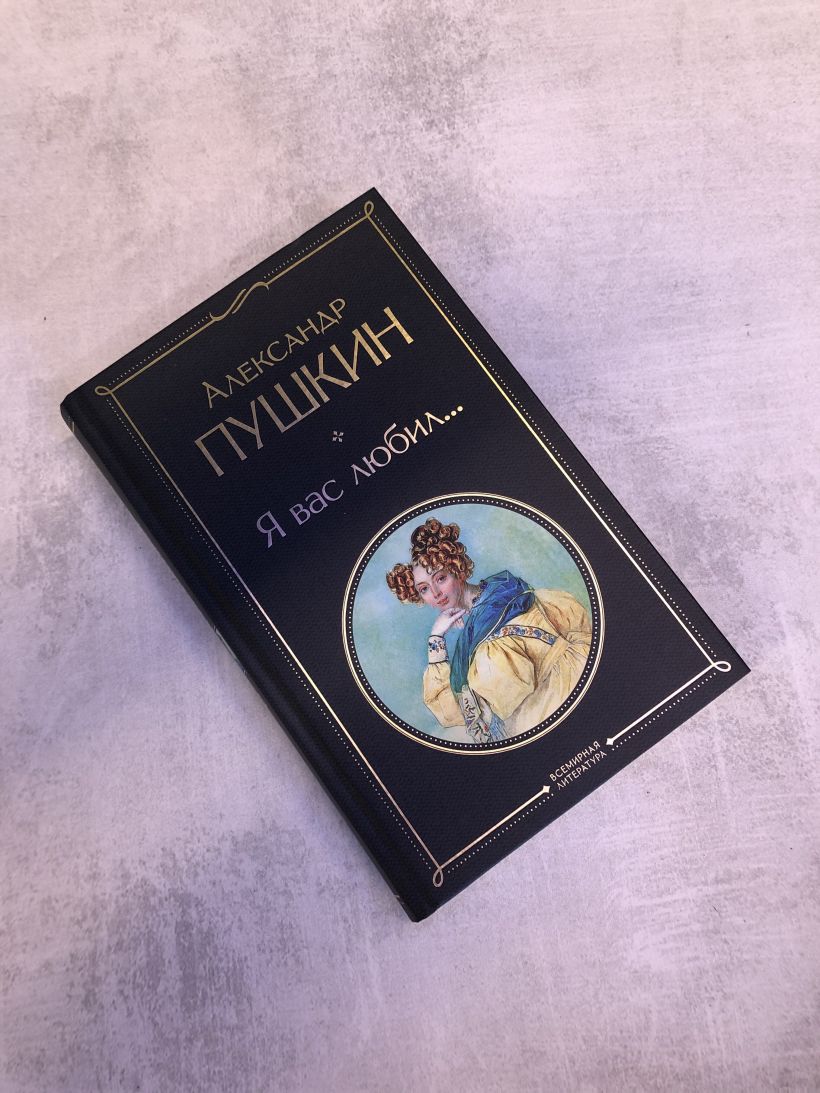 Александр
ПУШКИН
Я вас любил...
ВСЕМИРНАЯ
ЛИТЕРАТУРА